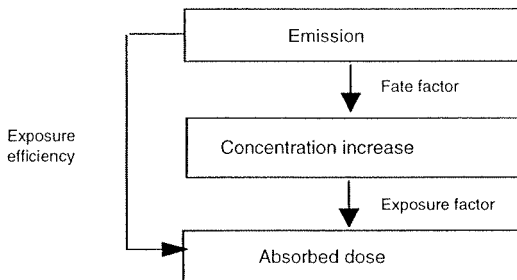 Emission
Fate factor
Exposure
efficiency
Concentration increase
Exposure factor
Absorbed dose